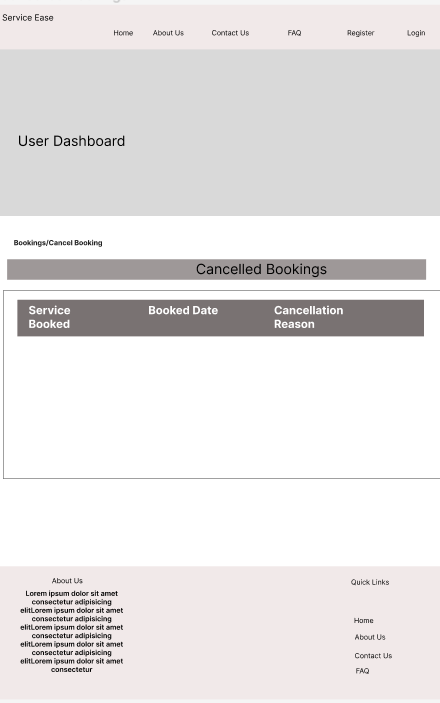 Service Ease
Home About Us Contact Us FAQ Register Login
User Dashboard
Bookings/Cancel Booking
Cancelled Bookings
Service Booked Date Cancellation
Booked Reason
About Us
Lorem ipsum dolor sit amet
consectetur adipisicing
elitLorem ipsum dolor sit amet
consectetur adipisicing
elitLorem ipsum dolor sit amet
consectetur adipisicing
elitLorem ipsum dolor sit amet
consectetur adipisicing
elitLorem ipsum dolor sit amet
consectetur
Quick Links
Home
About Us
Contact Us
FAQ